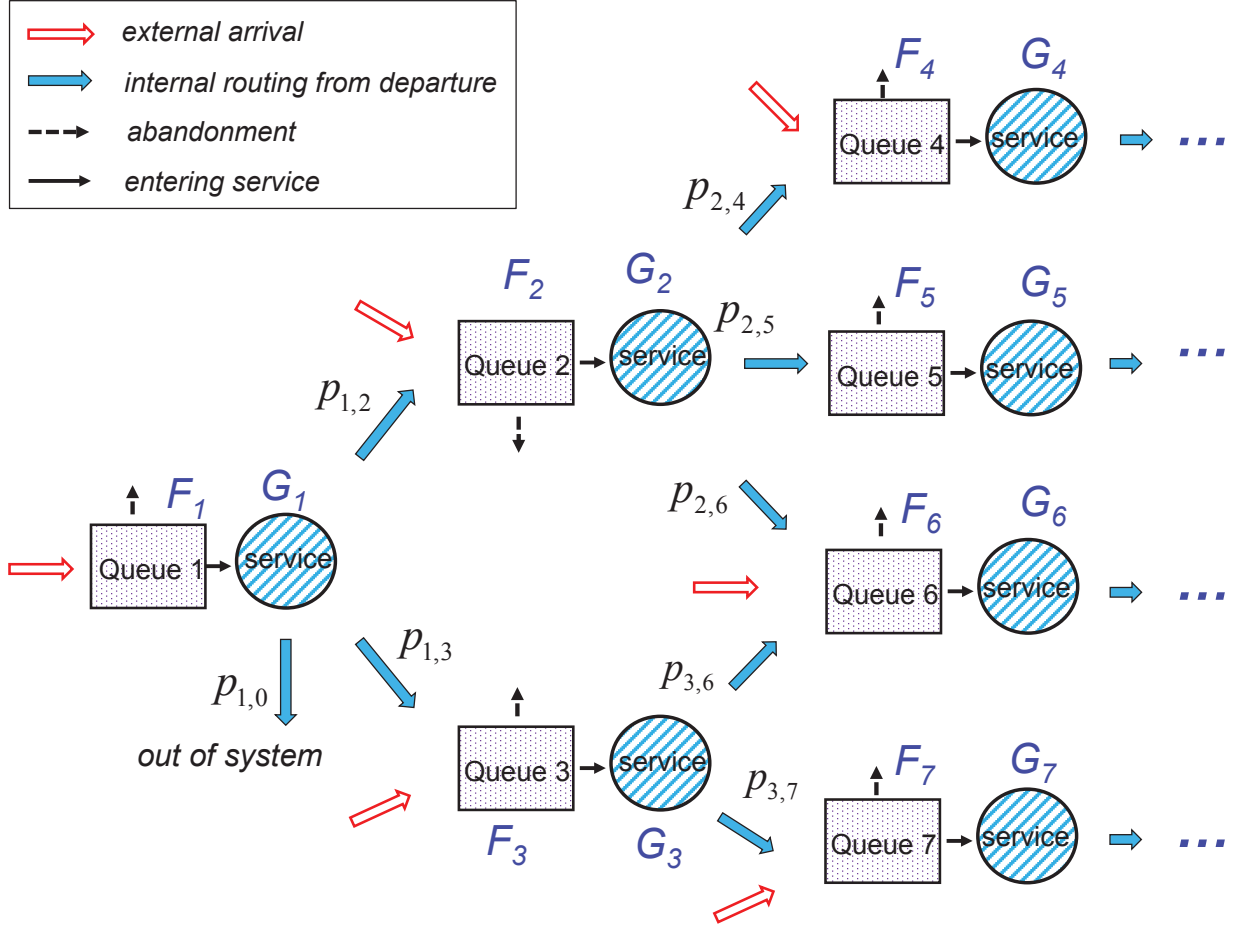 external arrival
internal routing from departure
abandonment
entering service
F4
G4
Queue 4
service
...
p2,4
F2
G2
Queue 2
service
p2,5
F5
G5
Queue 5
service
...
p1,2
F1
G1
Queue 1
service
p2,6
F6
G6
Queue 6
service
...
p1,0
p1,3
out of system
Queue 3
service
F3
G3
p3,6
p3,7
F7
G7
Queue 7
service
...